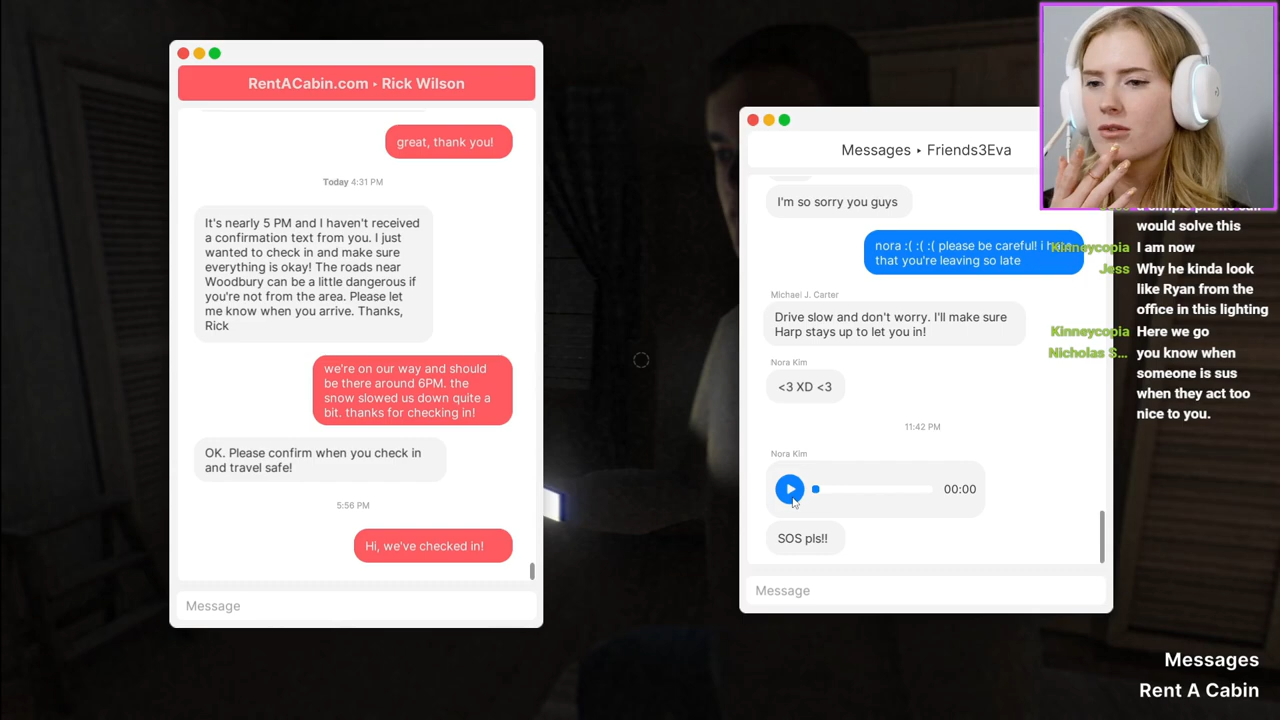 RentACabin.com ▸ Rick Wilson
great, thank you!
Today 4:31 PM
It's nearly 5 PM and I haven't received
a confirmation text from you. I just
wanted to check in and make sure
everything is okay! The roads near
Woodbury can be a little dangerous if
you're not from the area. Please let
me know when you arrive. Thanks,
Rick
we're on our way and should
be there around 6PM. the
snow slowed us down quite a
bit. thanks for checking in!
OK. Please confirm when you check in
and travel safe!
5:56 PM
Hi, we've checked in!
Message
Messages ▸ Friends3Eva
I'm so sorry you guys
nora :( :( :( please be careful! i
that you're leaving so late
Michael J. Carter
Drive slow and don't worry. I'll make sure
Harp stays up to let you in!
Nora Kim
<3 XD <3
11:42 PM
Nora Kim
00:00
SOS pls!!
Message
would solve this
Kinneycopia I am now
Jess Why he kinda look
like Ryan from the
office in this lighting
Kinneycopia Here we go
Nicholas S... you know when
someone is sus
when they act too
nice to you.
Messages
Rent A Cabin